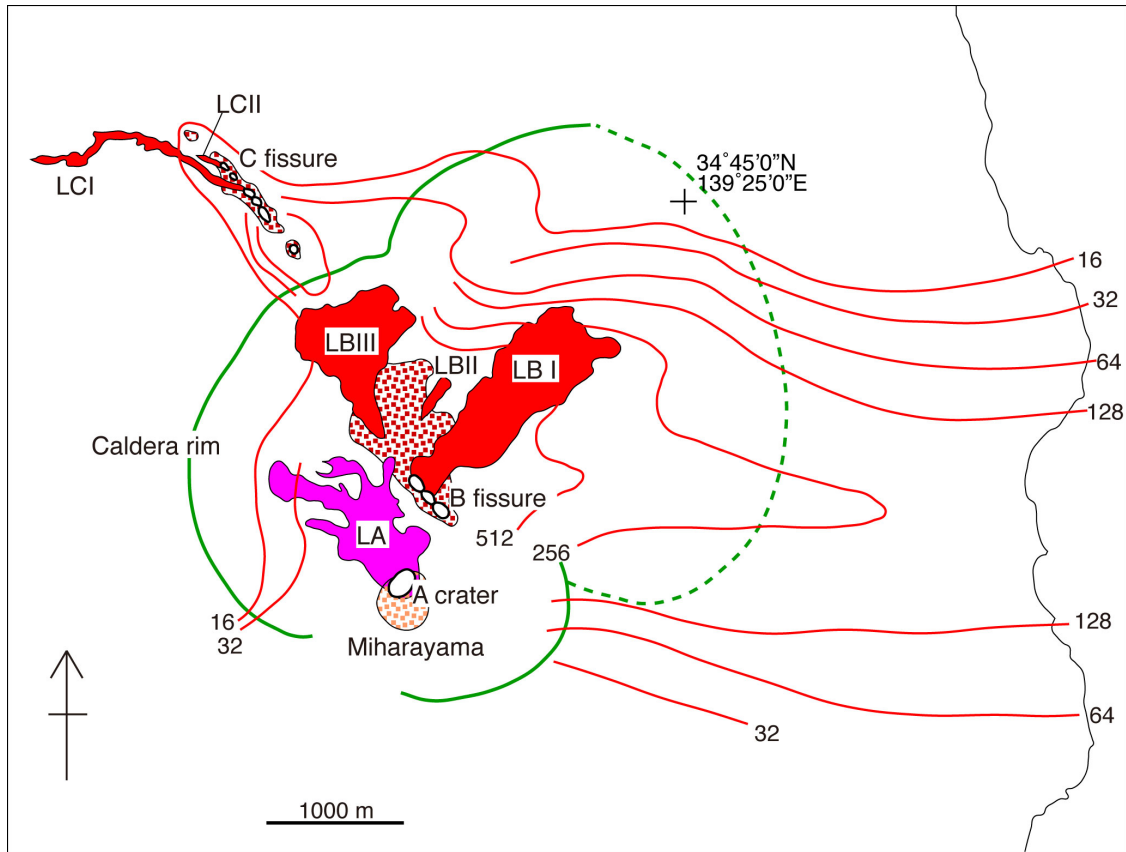 LCII
C fissure
LCI
34˚45’0”N
139˚25’0”E
16
32
64
128
LBIII
LBII
LB I
Caldera rim
B fissure
512
256
LA
A crater
16
32
Miharayama
128
64
32
1000 m